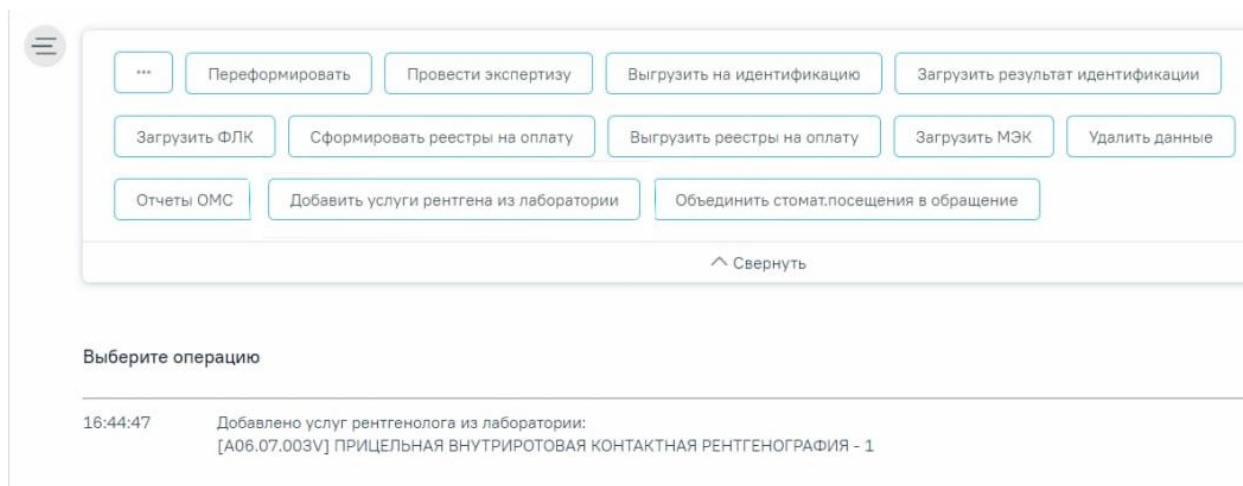 ...
Переформировать
Провести экспертизу
Выгрузить на идентификацию
Загрузить результат идентификации
Загрузить ФЛК
Сформировать реестры на оплату
Выгрузить реестры на оплату
Загрузить МЭК
Удалить данные
Отчеты ОМС
Добавить услуги рентгена из лаборатории
Объединить стомат.посещения в обращение
Свернуть
Выберите операцию
16:44:47 Добавлено услуг рентгенолога из лаборатории:
[A06.07.003V] ПРИЦЕЛЬНАЯ ВНУТРИРОТОВАЯ КОНТАКТНАЯ РЕНТГЕНОГРАФИЯ - 1